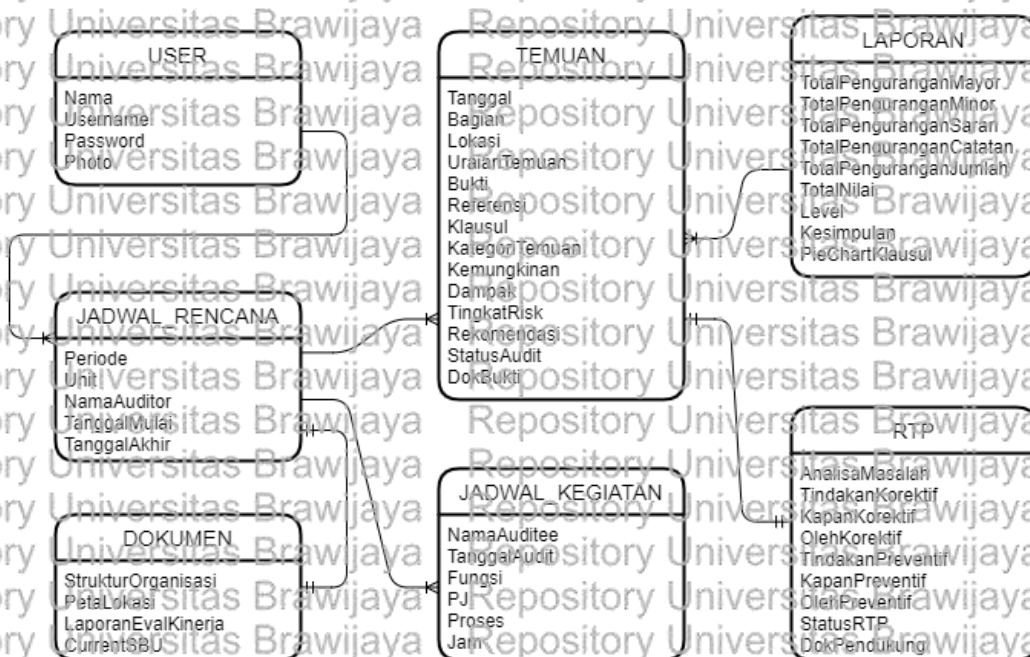 USER
Nama
Username
Password
Photo
JADWAL_RENCANA
Periode
Unit
NamaAuditor
TanggalMulai
TanggalAkhir
DOKUMEN
StrukturOrganisasi
PetaLokasi
LaporanEvalKinerja
CurrentSBU
TEMUAN
Tanggal
Bagian
Lokasi
UraianTemuan
Bukti
Referensi
Klausul
KategoriTemuan
Kemungkinan
Dampak
TingkatRisk
Rekomendasi
StatusAudit
DokBukti
JADWAL_KEGIATAN
NamaAuditee
TanggalAudit
Fungsi
PJ
Proses
Jam
LAPORAN
TotalPenguranganMayor
TotalPenguranganMinor
TotalPenguranganSaran
TotalPenguranganCatatan
TotalPenguranganJumlah
TotalNilai
Level
Kesimpulan
PieChartKlausul
RTP
AnalisaMasalah
TindakanKorektif
KapanKorektif
OlehKorektif
TindakanPreventif
KapanPreventif
OlehPreventif
StatusRTP
DokPendukung
Repository Universitas Brawijaya